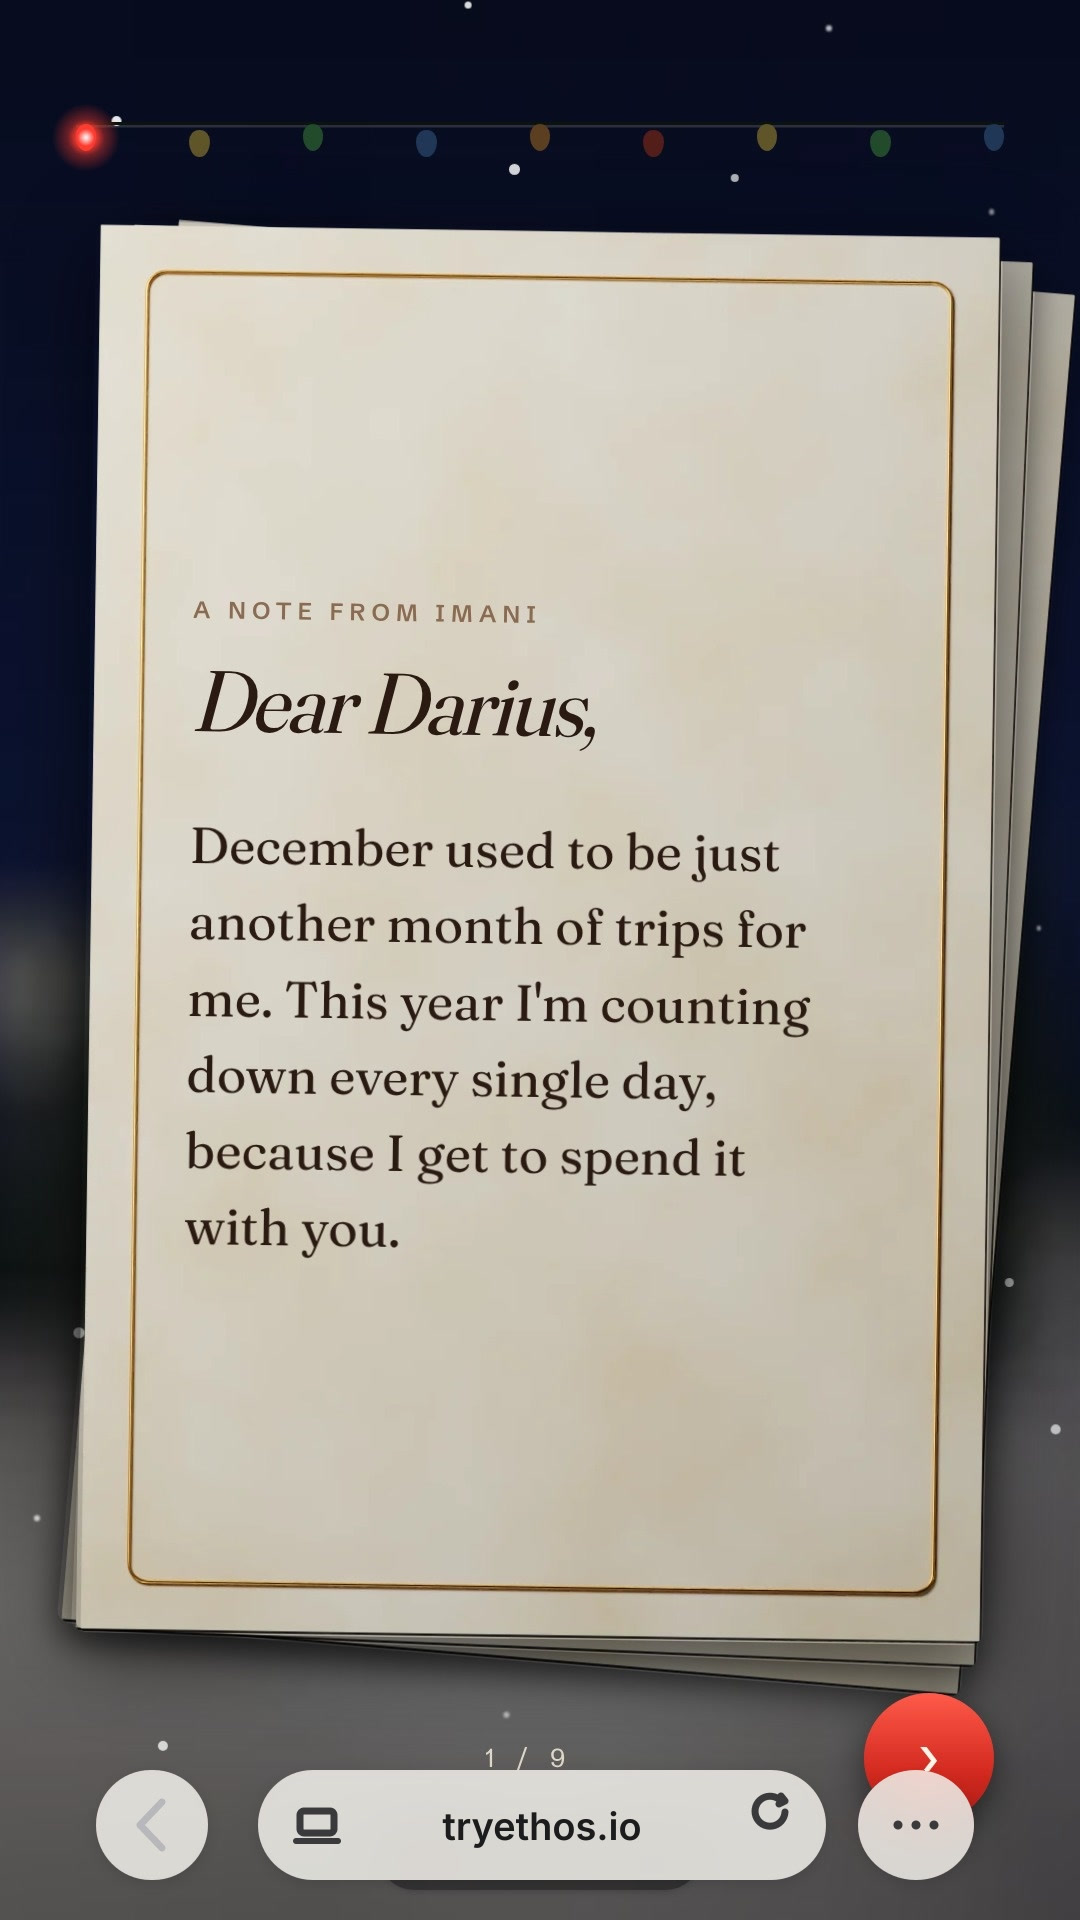 A NOTE FROM IMANI
Dear Darius,
December used to be just
another month of trips for
me. This year I'm counting
down every single day,
because I get to spend it
with you.
1 / 9
tryethos.io